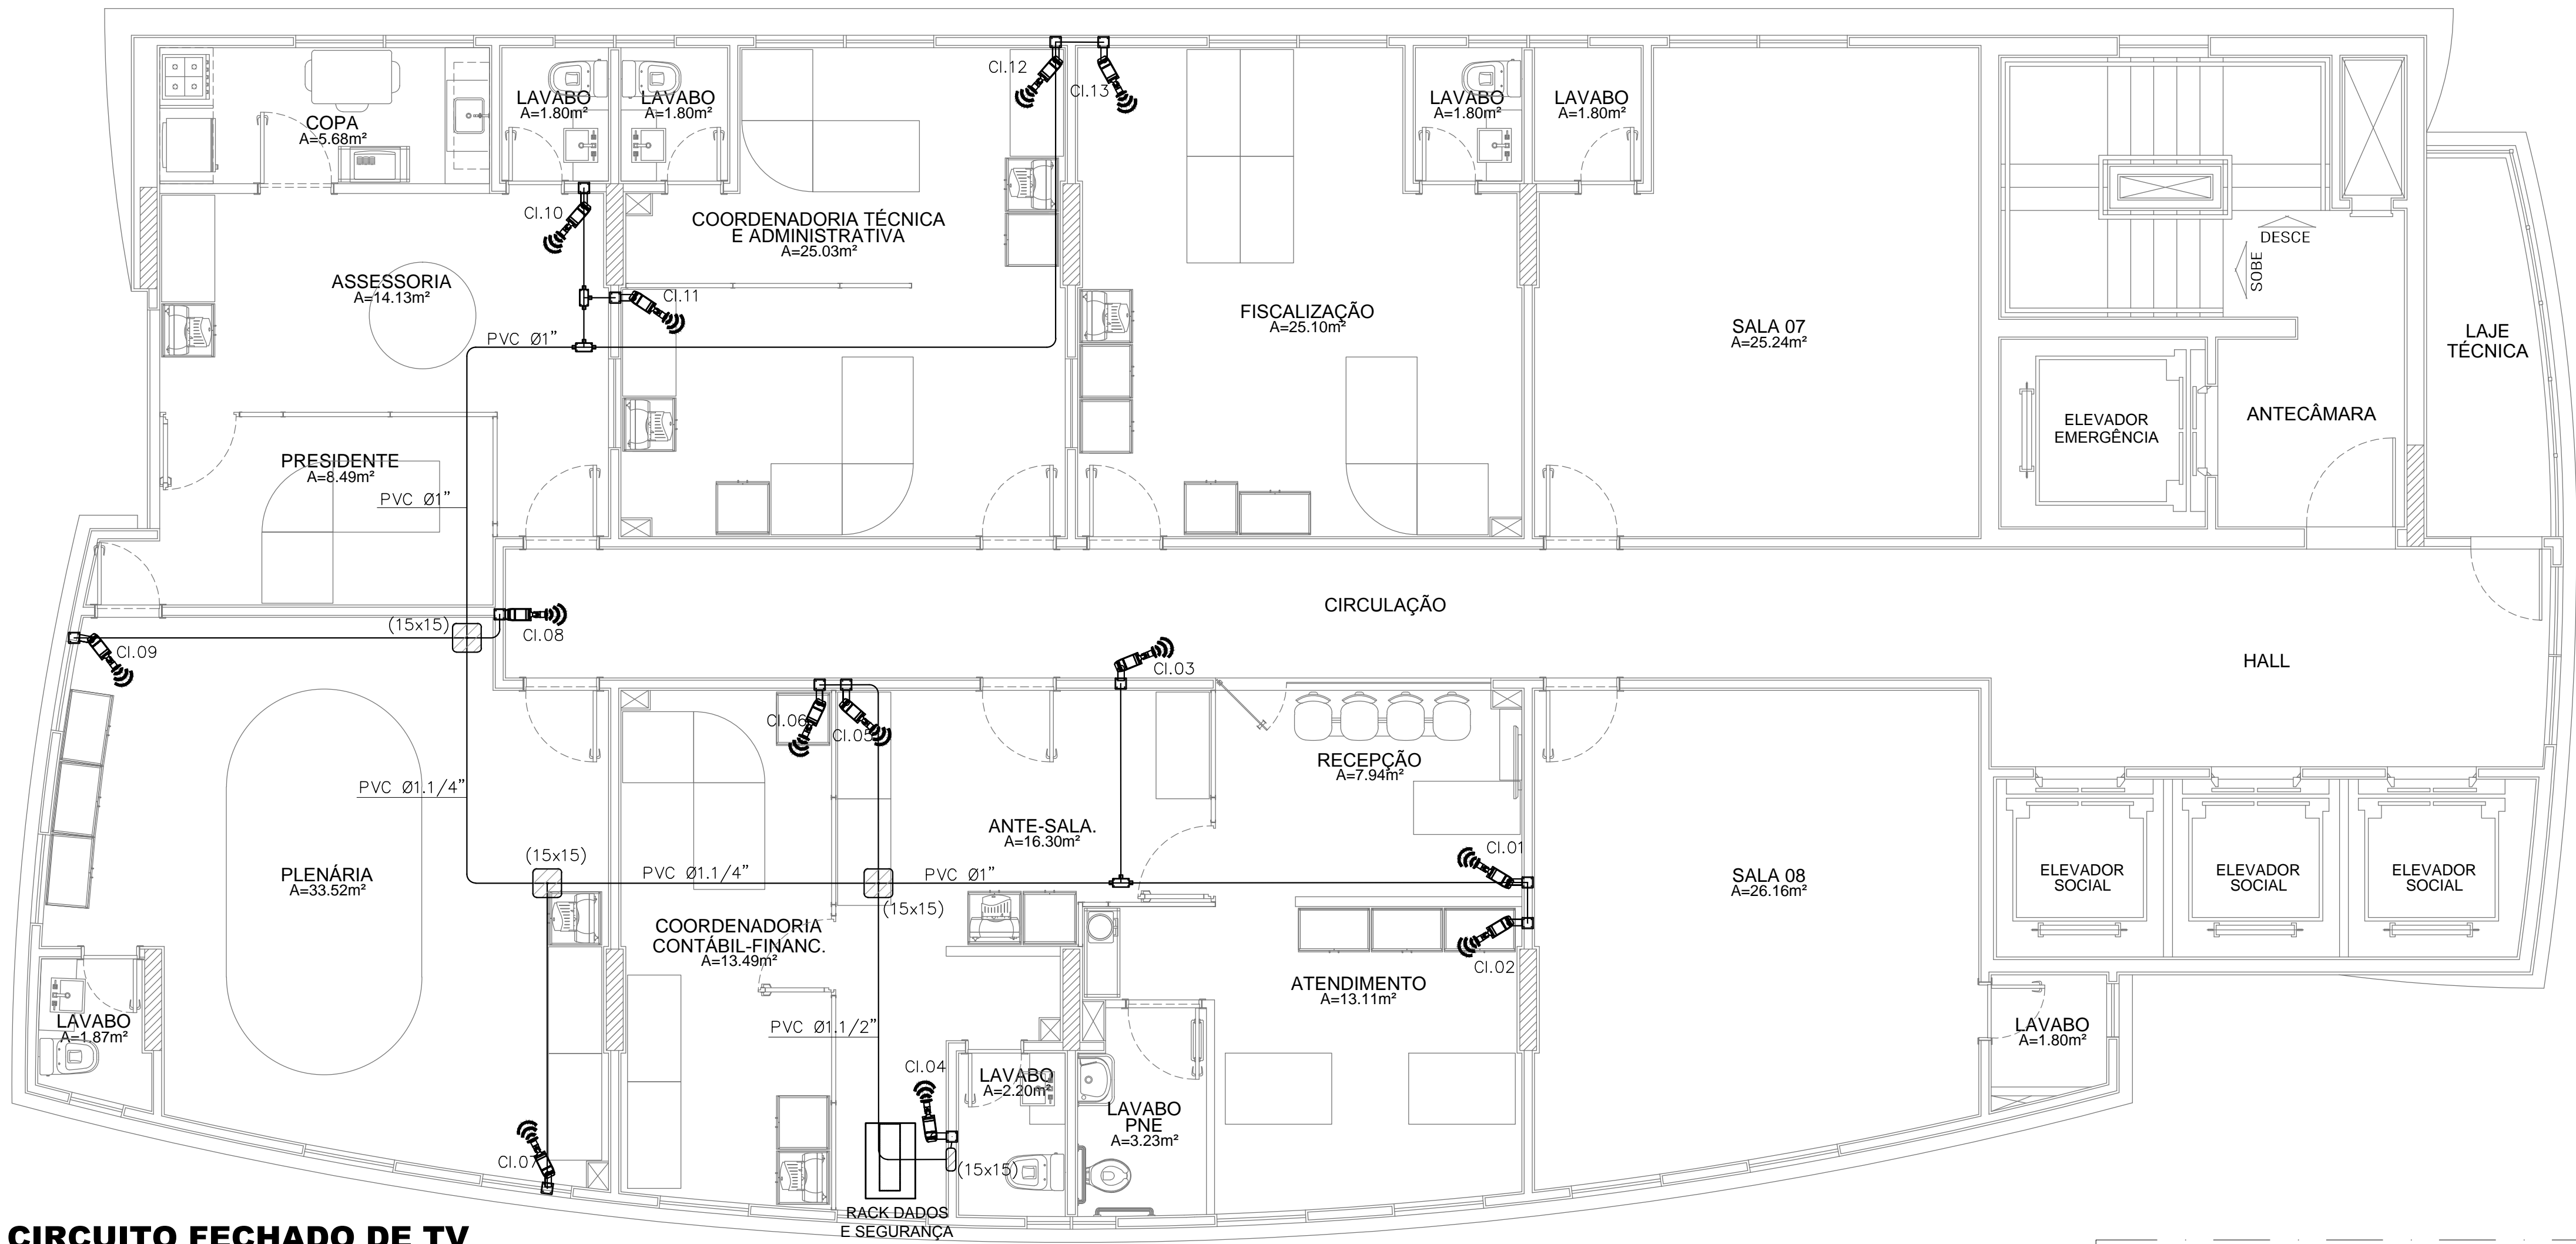 CI.12
CI.13
LAVABO
A=1.80m²
LAVABO
A=1.80m²
LAVABO
A=1.80m²
LAVABO
A=1.80m²
COPA
A=5.68m²
CI.10
COORDENADORIA TÉCNICA
E ADMINISTRATIVA
A=25.03m²
DESCE
SOBE
ASSESSORIA
A=14.13m²
CI.11
FISCALIZAÇÃO
A=25.10m²
SALA 07
A=25.24m²
LAJE
TÉCNICA
PVC Ø1”
ELEVADOR
EMERGÊNCIA
ANTECÂMARA
PRESIDENTE
A=8.49m²
PVC Ø1”
CIRCULAÇÃO
(15x15)
CI.08
CI.09
CI.03
HALL
CI.06
CI.05
RECEPÇÃO
A=7.94m²
PVC Ø1.1/4”
ANTE-SALA.
A=16.30m²
CI.01
(15x15)
PLENÁRIA
A=33.52m²
PVC Ø1.1/4”
PVC Ø1”
SALA 08
A=26.16m²
ELEVADOR
SOCIAL
ELEVADOR
SOCIAL
ELEVADOR
SOCIAL
(15x15)
COORDENADORIA
CONTÁBIL-FINANC.
A=13.49m²
CI.02
ATENDIMENTO
A=13.11m²
LAVABO
A=1.87m²
PVC Ø1.1/2”
LAVABO
A=1.80m²
CI.04
LAVABO
A=2.20m²
LAVABO
PNE
A=3.23m²
CI.07
(15x15)
RACK DADOS
E SEGURANÇA
CIRCUITO FECHADO DE TV